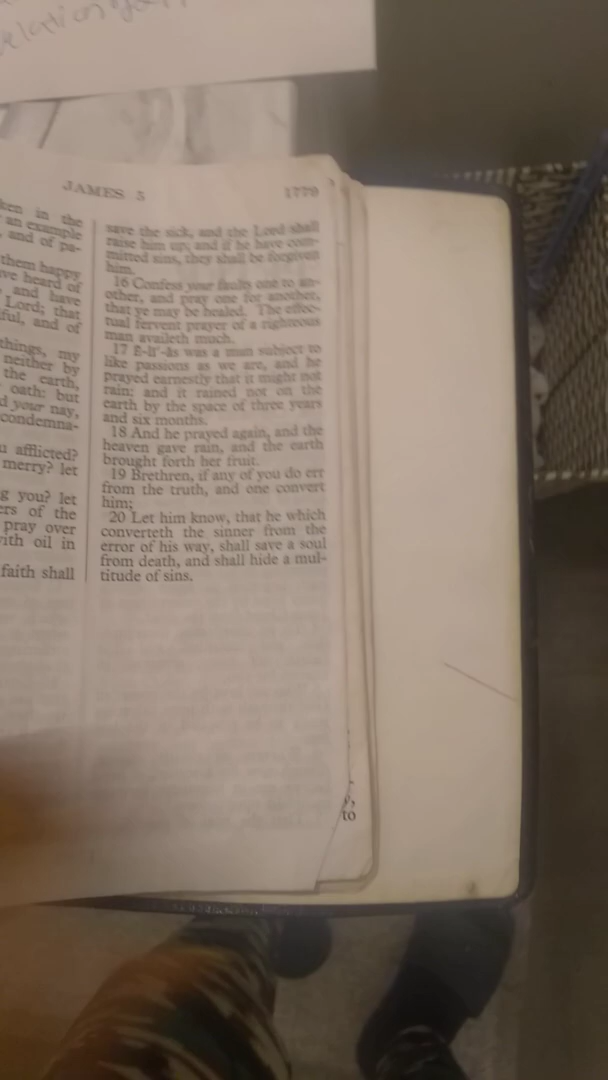 JAMES 5
1779
ken in the
an example
and of pa-
them happy
ve heard of
and have
Lord; that
ful, and of
things, my
neither by
the earth,
oath: but
d your nay,
condemna-
u afflicted?
merry? let
g you? let
ers of the
pray over
ith oil in
faith shall
save the sick, and the Lord shall
raise him up; and if he have com-
mitted sins, they shall be forgiven
him.
16 Confess your faults one to an-
other, and pray one for another,
that ye may be healed. The effec-
tual fervent prayer of a righteous
man availeth much.
17 Ē-lī'-ăs was a man subject to
like passions as we are, and he
prayed earnestly that it might not
rain: and it rained not on the
earth by the space of three years
and six months.
18 And he prayed again, and the
heaven gave rain, and the earth
brought forth her fruit.
19 Brethren, if any of you do err
from the truth, and one convert
him;
20 Let him know, that he which
converteth the sinner from the
error of his way, shall save a soul
from death, and shall hide a mul-
titude of sins.
to